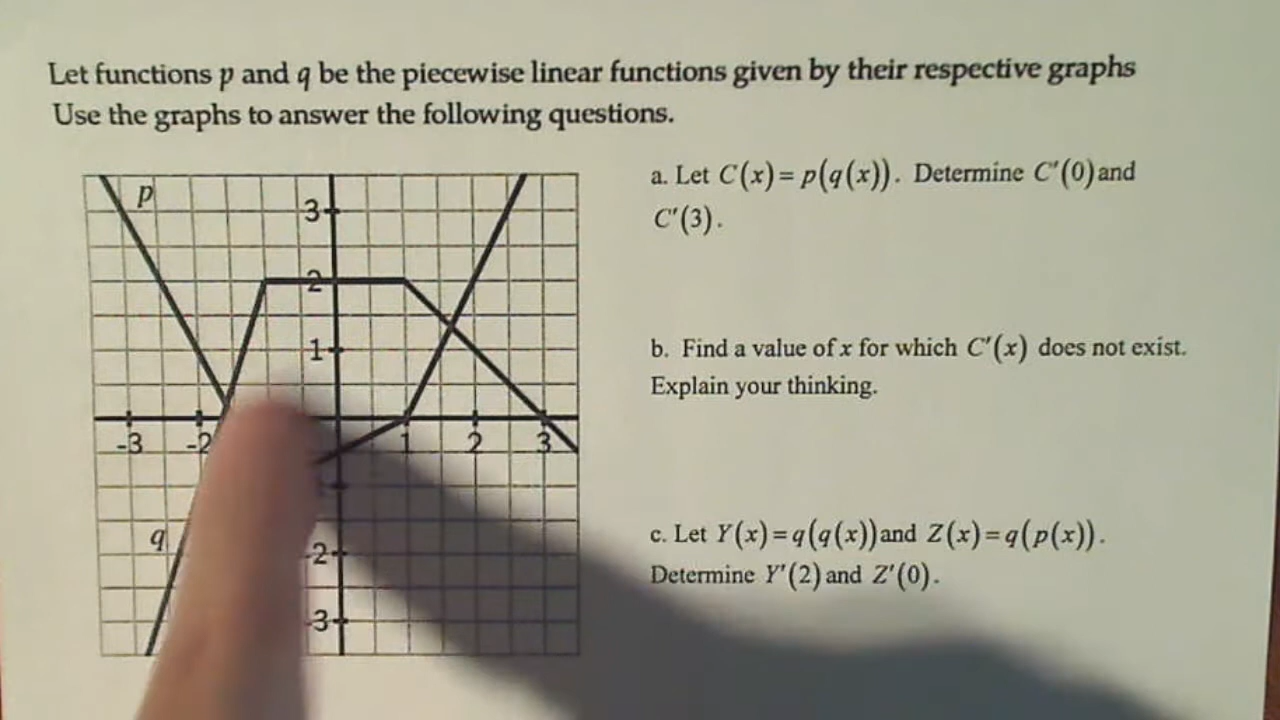 Let functions p and q be the piecewise linear functions given by their respective graphs
Use the graphs to answer the following questions.
a. Let C(x) = p(q(x)). Determine C′(0) and
C′(3).
b. Find a value of x for which C′(x) does not exist.
Explain your thinking.
c. Let Y(x) = q(q(x)) and Z(x) = q(p(x)).
Determine Y′(2) and Z′(0).
p
3
2
1
-3 -2 1 2 3
q
-2
-3